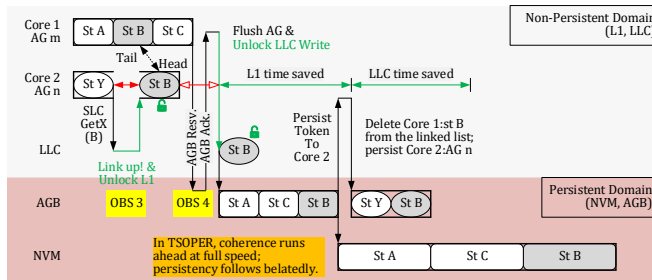 Core 1
AG m
St A
St B
St C
Flush AG &
Unlock LLC Write
Non-Persistent Domain
(L1, LLC)
Tail
Head
Core 2
AG n
St Y
St B
L1 time saved
LLC time saved
SLC
GetX
(B)
AGB Resv.
AGB Ack.
Persist
Token
To
Core 2
Delete Core 1:st B
from the linked list;
persist Core 2:AG n
LLC
St B
Link up! &
Unlock L1
Persistent Domain
(NVM, AGB)
AGB
OBS 3
OBS 4
St A
St C
St B
St Y
St B
NVM
In TSOPER, coherence runs
ahead at full speed;
persistency follows belatedly.
St A
St C
St B